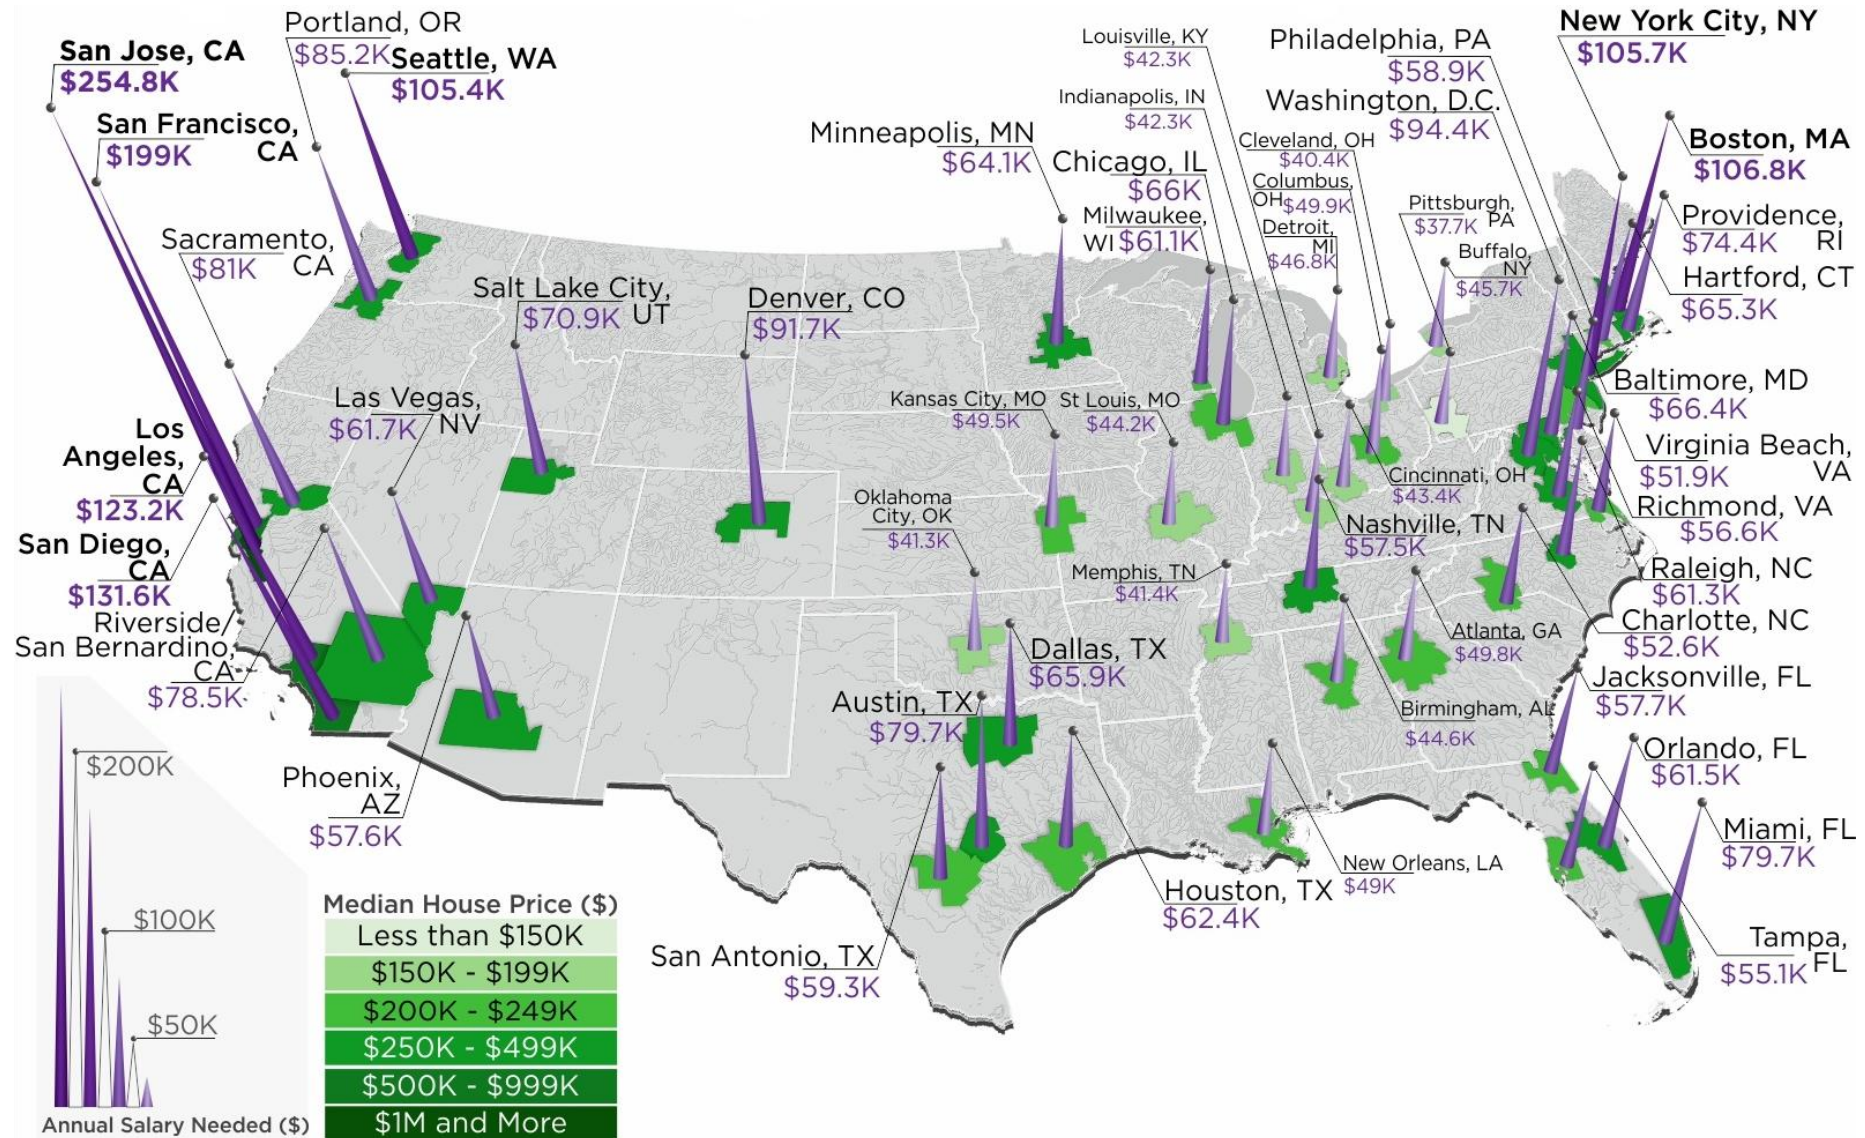 Portland, OR
$85.2K
San Jose, CA
$254.8K
Seattle, WA
$105.4K
San Francisco,
CA
$199K
Sacramento,
CA
$81K
Salt Lake City,
UT
$70.9K
Denver, CO
$91.7K
Las Vegas,
NV
$61.7K
Los
Angeles,
CA
$123.2K
San Diego,
CA
$131.6K
Riverside/
San Bernardino,
CA
$78.5K
Phoenix,
AZ
$57.6K
Minneapolis, MN
$64.1K
Chicago, IL
$66K
Milwaukee,
WI
$61.1K
Louisville, KY
$42.3K
Indianapolis, IN
$42.3K
Philadelphia, PA
$58.9K
Washington, D.C.
$94.4K
Cleveland, OH
$40.4K
Columbus,
OH
$49.9K
Detroit,
MI
$46.8K
Pittsburgh,
PA
$37.7K
Buffalo,
NY
$45.7K
New York City, NY
$105.7K
Boston, MA
$106.8K
Providence,
RI
$74.4K
Hartford, CT
$65.3K
Baltimore, MD
$66.4K
Virginia Beach,
VA
$51.9K
Richmond, VA
$56.6K
Raleigh, NC
$61.3K
Charlotte, NC
$52.6K
Jacksonville, FL
$57.7K
Orlando, FL
$61.5K
Miami, FL
$79.7K
Tampa,
FL
$55.1K
Kansas City, MO
$49.5K
St Louis, MO
$44.2K
Cincinnati, OH
$43.4K
Oklahoma
City, OK
$41.3K
Nashville, TN
$57.5K
Memphis, TN
$41.4K
Atlanta, GA
$49.8K
Birmingham, AL
$44.6K
Dallas, TX
$65.9K
Austin, TX
$79.7K
New Orleans, LA
$49K
Houston, TX
$62.4K
San Antonio, TX
$59.3K
$200K
$100K
$50K
Annual Salary Needed ($)
Median House Price ($)
Less than $150K
$150K - $199K
$200K - $249K
$250K - $499K
$500K - $999K
$1M and More